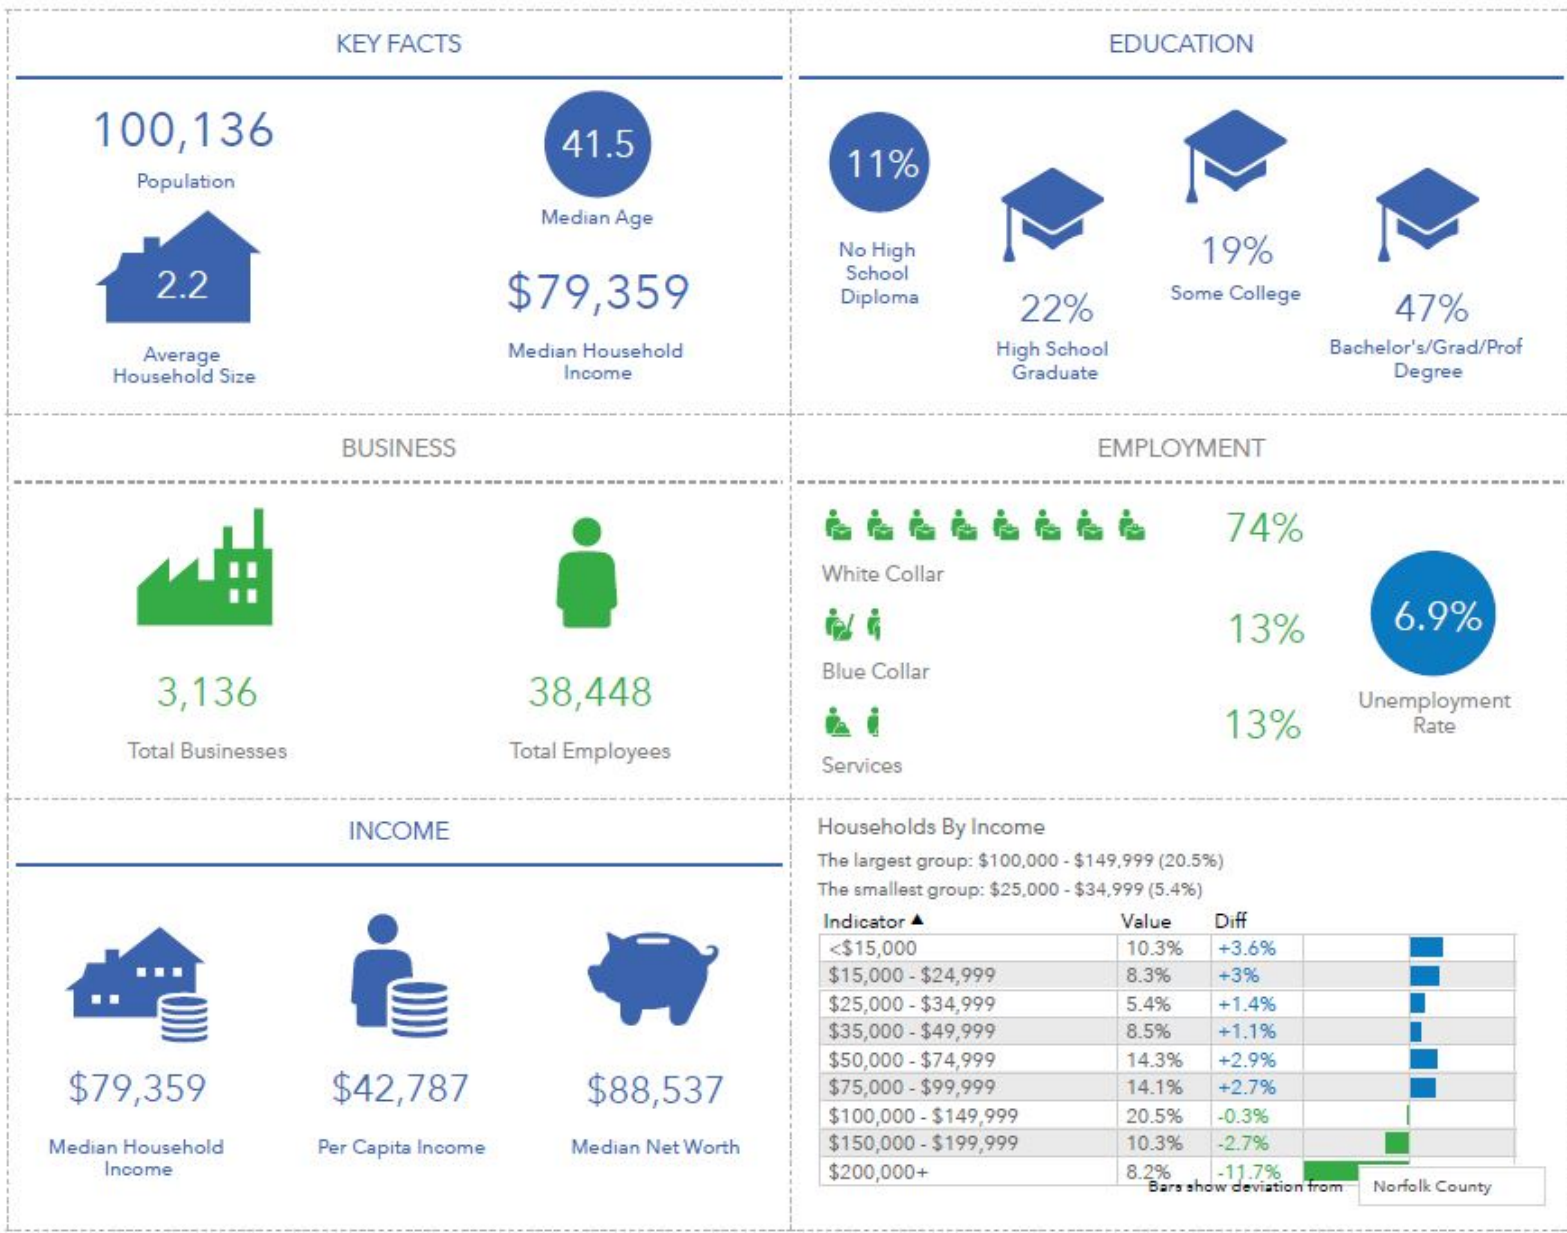 KEY FACTS
100,136
Population
41.5
Median Age
2.2
Average
Household Size
$79,359
Median Household
Income
EDUCATION
11%
No High
School
Diploma
22%
High School
Graduate
19%
Some College
47%
Bachelor's/Grad/Prof
Degree
BUSINESS
3,136
Total Businesses
38,448
Total Employees
EMPLOYMENT
74%
White Collar
13%
Blue Collar
13%
Services
6.9%
Unemployment
Rate
INCOME
$79,359
Median Household
Income
$42,787
Per Capita Income
$88,537
Median Net Worth
Households By Income
The largest group: $100,000 - $149,999 (20.5%)
The smallest group: $25,000 - $34,999 (5.4%)
Indicator ▲ Value Diff
<$15,000 10.3% +3.6%
$15,000 - $24,999 8.3% +3%
$25,000 - $34,999 5.4% +1.4%
$35,000 - $49,999 8.5% +1.1%
$50,000 - $74,999 14.3% +2.9%
$75,000 - $99,999 14.1% +2.7%
$100,000 - $149,999 20.5% -0.3%
$150,000 - $199,999 10.3% -2.7%
$200,000+ 8.2% -11.7%
Bars show deviation from Norfolk County